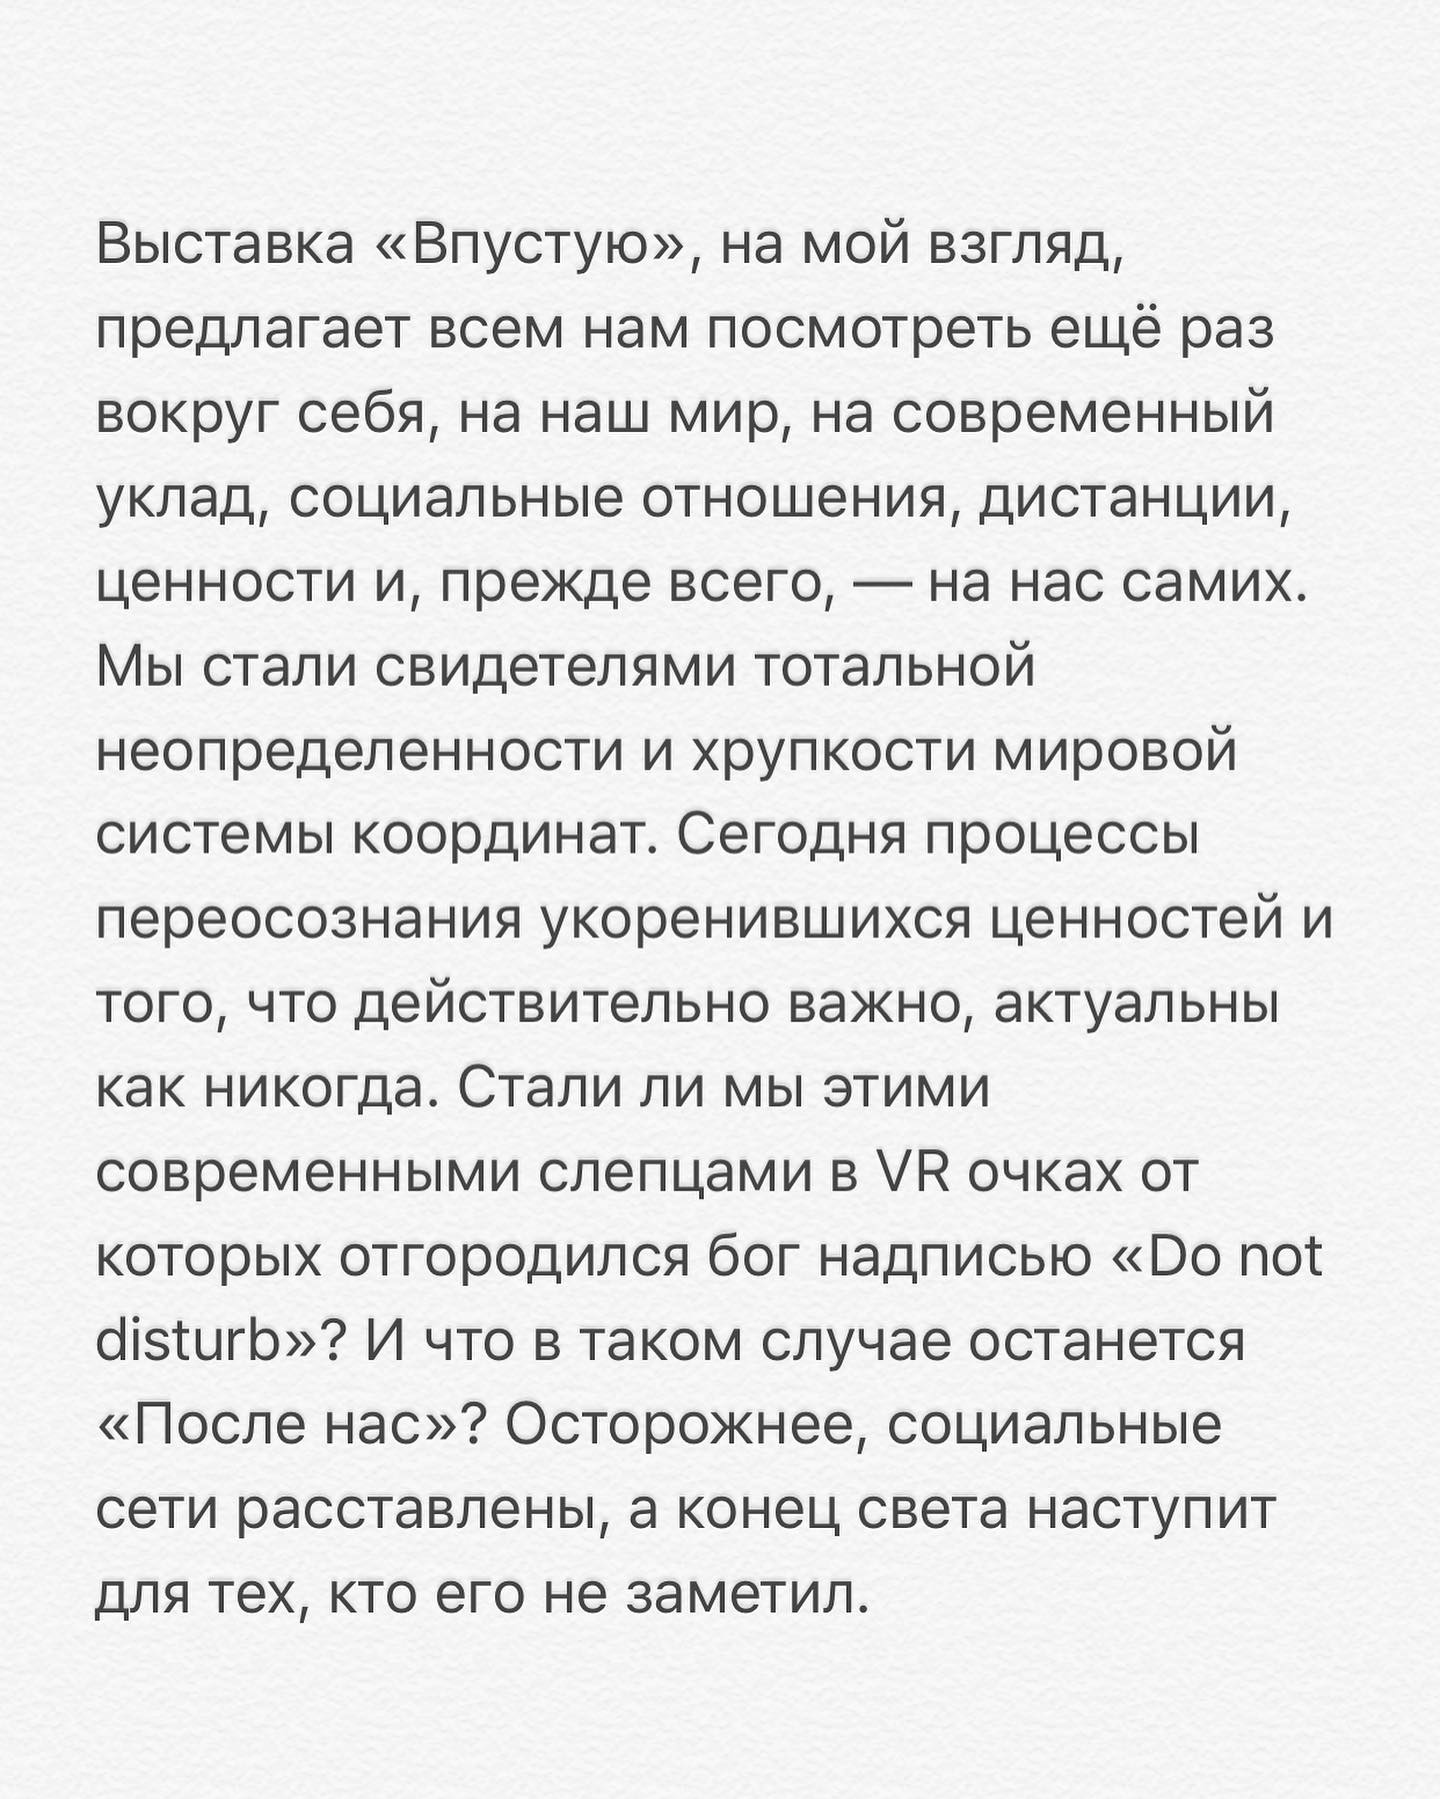 Выставка «Впустую», на мой взгляд,
предлагает всем нам посмотреть ещё раз
вокруг себя, на наш мир, на современный
уклад, социальные отношения, дистанции,
ценности и, прежде всего, — на нас самих.
Мы стали свидетелями тотальной
неопределенности и хрупкости мировой
системы координат. Сегодня процессы
переосознания укоренившихся ценностей и
того, что действительно важно, актуальны
как никогда. Стали ли мы этими
современными слепцами в VR очках от
которых отгородился бог надписью «Do not
disturb»? И что в таком случае останется
«После нас»? Осторожнее, социальные
сети расставлены, а конец света наступит
для тех, кто его не заметил.